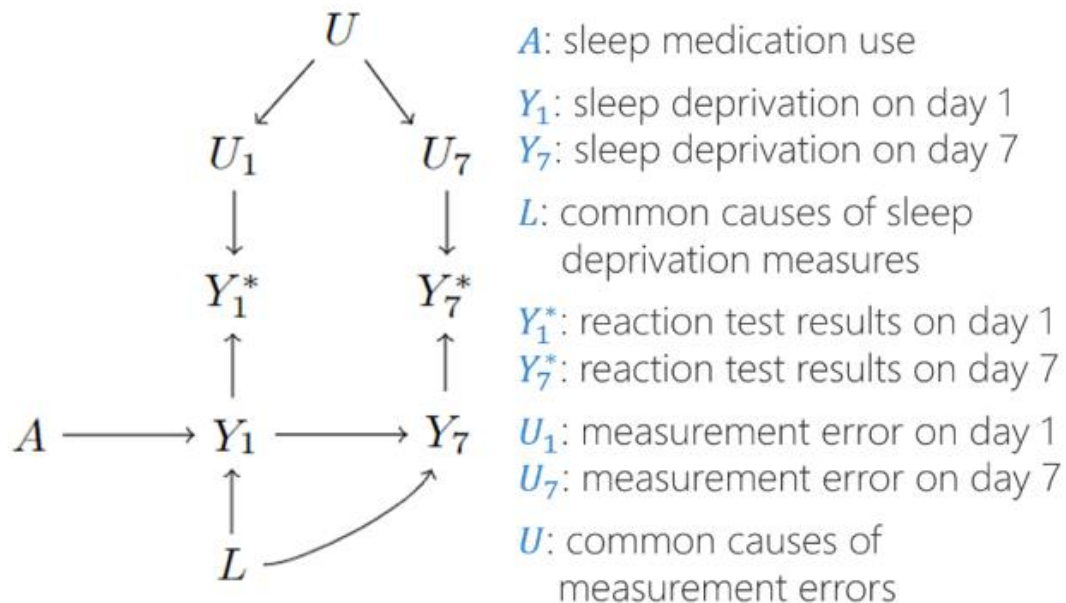 U
U₁ U₇
Y₁* Y₇*
A Y₁ Y₇
L
A: sleep medication use
Y₁: sleep deprivation on day 1
Y₇: sleep deprivation on day 7
L: common causes of sleep
deprivation measures
Y₁*: reaction test results on day 1
Y₇*: reaction test results on day 7
U₁: measurement error on day 1
U₇: measurement error on day 7
U: common causes of
measurement errors